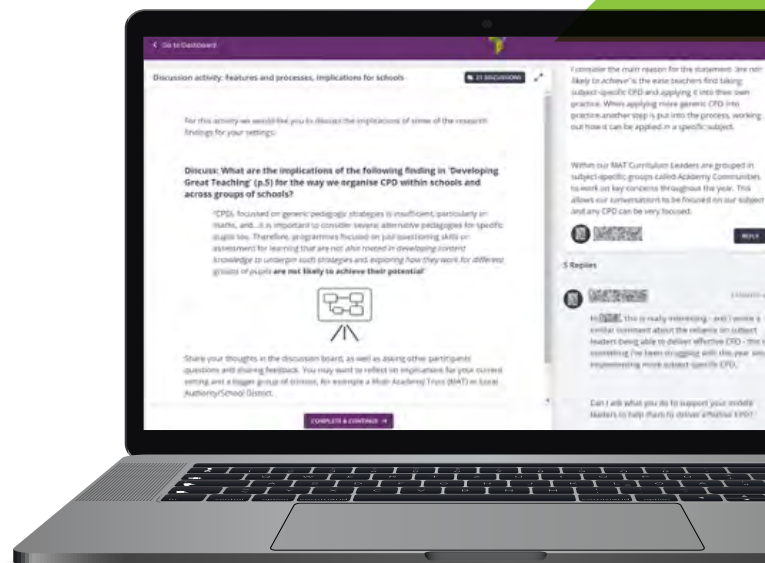 Go to Dashboard
Discussion activity: Features and processes, implications for schools
21 DISCUSSIONS
For this activity we would like you to discuss the implications of some of the research
findings for your settings:
Discuss: What are the implications of the following finding in 'Developing
Great Teaching' (p.5) for the way we organise CPD within schools and
across groups of schools?
"CPDL focussed on generic pedagogic strategies is insufficient, particularly in
maths, and...it is important to consider several alternative pedagogies for specific
pupils too. Therefore, programmes focused on just questioning skills or
assessment for learning that are not also rooted in developing content
knowledge to underpin such strategies and exploring how they work for different
groups of pupils are not likely to achieve their potential"
Share your thoughts in the discussion board, as well as asking other participants
questions and sharing feedback. You may want to reflect on implications for your current
setting and a bigger group of schools, for example a Multi-Academy Trust (MAT) or Local
Authority/School District.
COMPLETE & CONTINUE
I consider the main reason for the statement 'are not
likely to achieve' is the ease teachers find taking
subject-specific CPD and applying it into their own
practice. When applying more generic CPD into
practice another step is put into the process, working
out how it can be applied in a specific subject.
Within our MAT Curriculum Leaders are grouped in
subject-specific groups called Academy Communities
to work on key concerns throughout the year. This
allows our conversations to be focused on our subject
and any CPD can be very focused.
REPLY
5 Replies
Hi, this is really interesting - and I wrote a
similar comment about the reliance on subject
leaders being able to deliver effective CPD - this is
something I've been struggling with this year
implementing more subject specific CPD.
Can I ask what you do to support your middle
leaders to help them to deliver effective CPD?